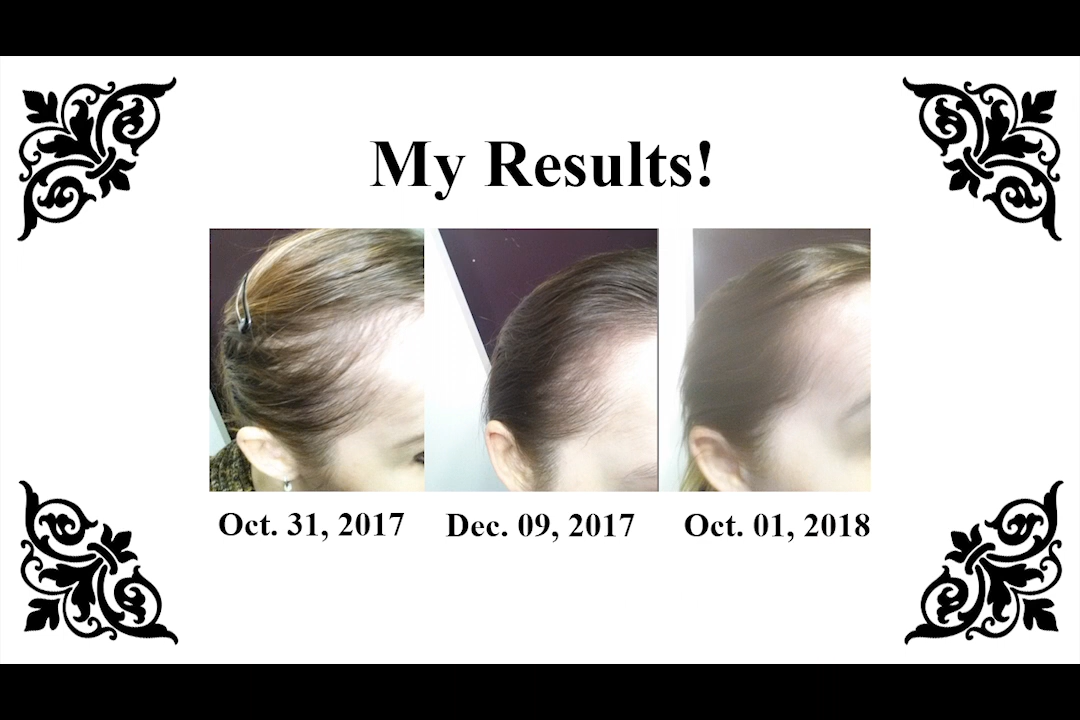 My Results!
Oct. 31, 2017
Dec. 09, 2017
Oct. 01, 2018